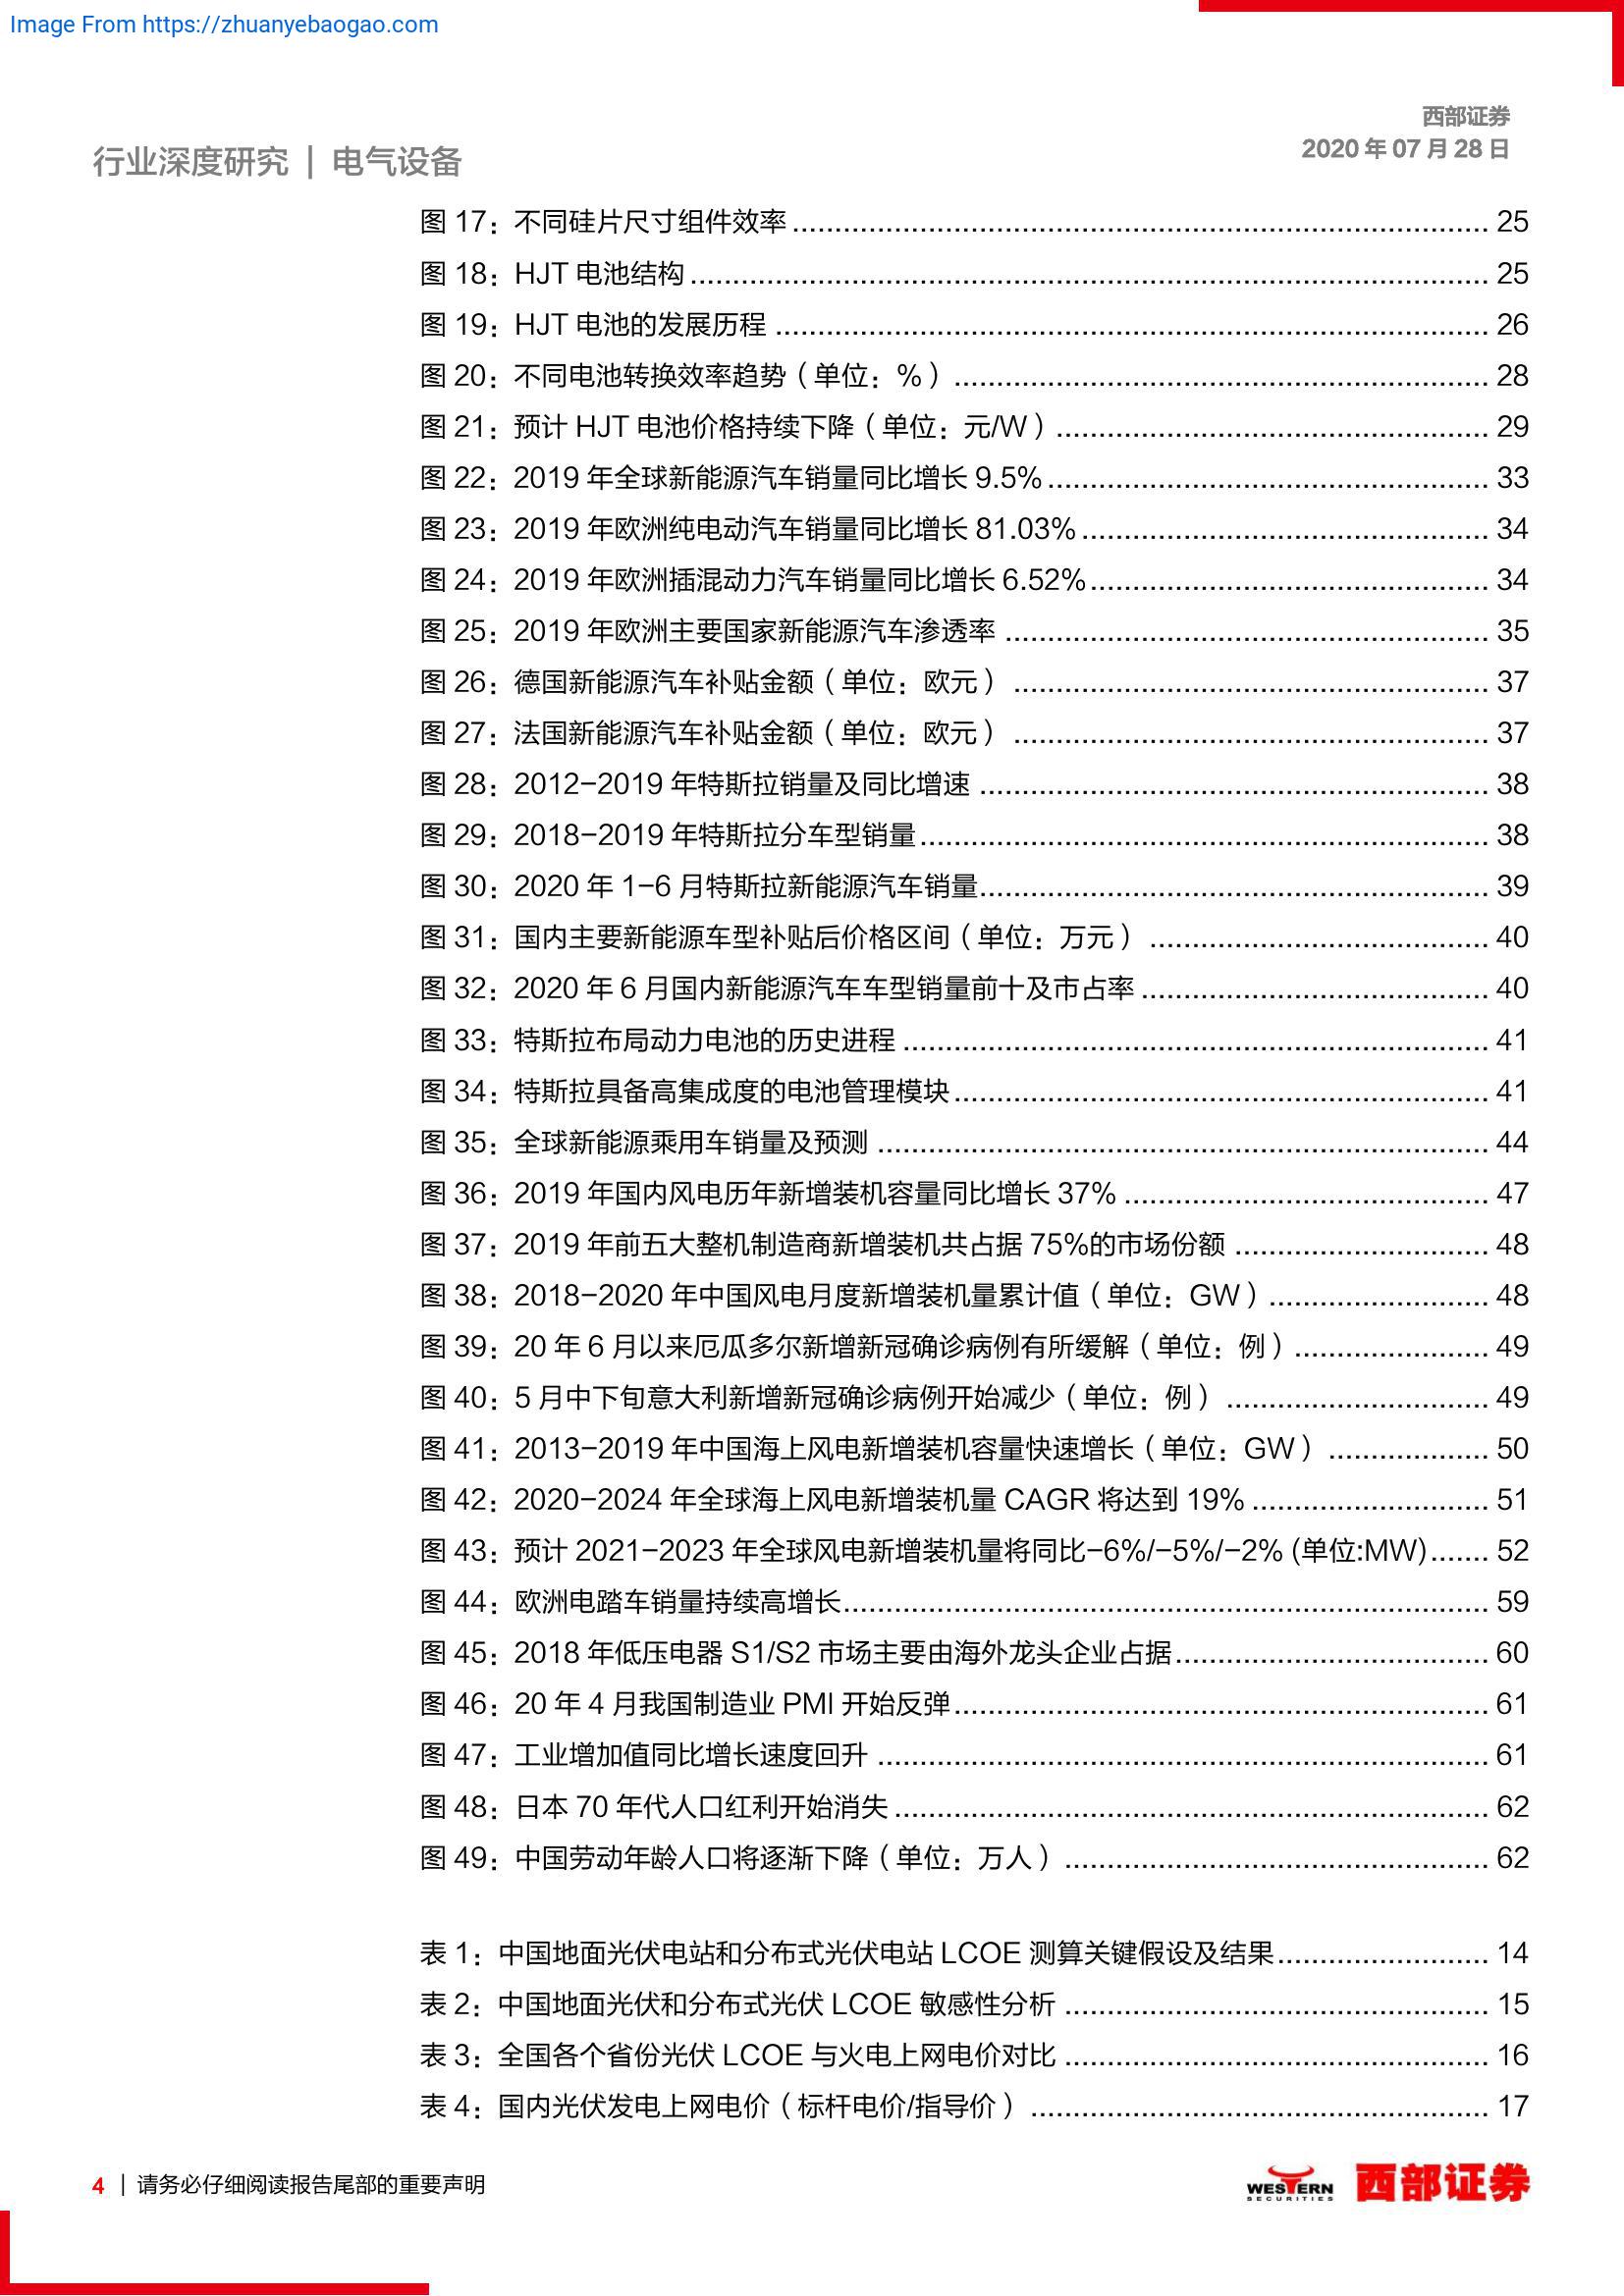 Image From https://zhuanyebaogao.com
西部证券
2020 年 07 月 28 日
行业深度研究 | 电气设备
图 17：不同硅片尺寸组件效率 25
图 18：HJT 电池结构 25
图 19：HJT 电池的发展历程 26
图 20：不同电池转换效率趋势（单位：%） 28
图 21：预计 HJT 电池价格持续下降（单位：元/W） 29
图 22：2019 年全球新能源汽车销量同比增长 9.5% 33
图 23：2019 年欧洲纯电动汽车销量同比增长 81.03% 34
图 24：2019 年欧洲插混动力汽车销量同比增长 6.52% 34
图 25：2019 年欧洲主要国家新能源汽车渗透率 35
图 26：德国新能源汽车补贴金额（单位：欧元） 37
图 27：法国新能源汽车补贴金额（单位：欧元） 37
图 28：2012-2019 年特斯拉销量及同比增速 38
图 29：2018-2019 年特斯拉分车型销量 38
图 30：2020 年 1-6 月特斯拉新能源汽车销量 39
图 31：国内主要新能源车型补贴后价格区间（单位：万元） 40
图 32：2020 年 6 月国内新能源汽车车型销量前十及市占率 40
图 33：特斯拉布局动力电池的历史进程 41
图 34：特斯拉具备高集成度的电池管理模块 41
图 35：全球新能源乘用车销量及预测 44
图 36：2019 年国内风电历年新增装机容量同比增长 37% 47
图 37：2019 年前五大整机制造商新增装机共占据 75%的市场份额 48
图 38：2018-2020 年中国风电月度新增装机量累计值（单位：GW） 48
图 39：20 年 6 月以来厄瓜多尔新增新冠确诊病例有所缓解（单位：例） 49
图 40：5 月中下旬意大利新增新冠确诊病例开始减少（单位：例） 49
图 41：2013-2019 年中国海上风电新增装机容量快速增长（单位：GW） 50
图 42：2020-2024 年全球海上风电新增装机量 CAGR 将达到 19% 51
图 43：预计 2021-2023 年全球风电新增装机量将同比-6%/-5%/-2% (单位:MW) 52
图 44：欧洲电踏车销量持续高增长 59
图 45：2018 年低压电器 S1/S2 市场主要由海外龙头企业占据 60
图 46：20 年 4 月我国制造业 PMI 开始反弹 61
图 47：工业增加值同比增长速度回升 61
图 48：日本 70 年代人口红利开始消失 62
图 49：中国劳动年龄人口将逐渐下降（单位：万人） 62
表 1：中国地面光伏电站和分布式光伏电站 LCOE 测算关键假设及结果 14
表 2：中国地面光伏和分布式光伏 LCOE 敏感性分析 15
表 3：全国各个省份光伏 LCOE 与火电上网电价对比 16
表 4：国内光伏发电上网电价（标杆电价/指导价） 17
4 | 请务必仔细阅读报告尾部的重要声明
WESTERN
SECURITIES
西部证券